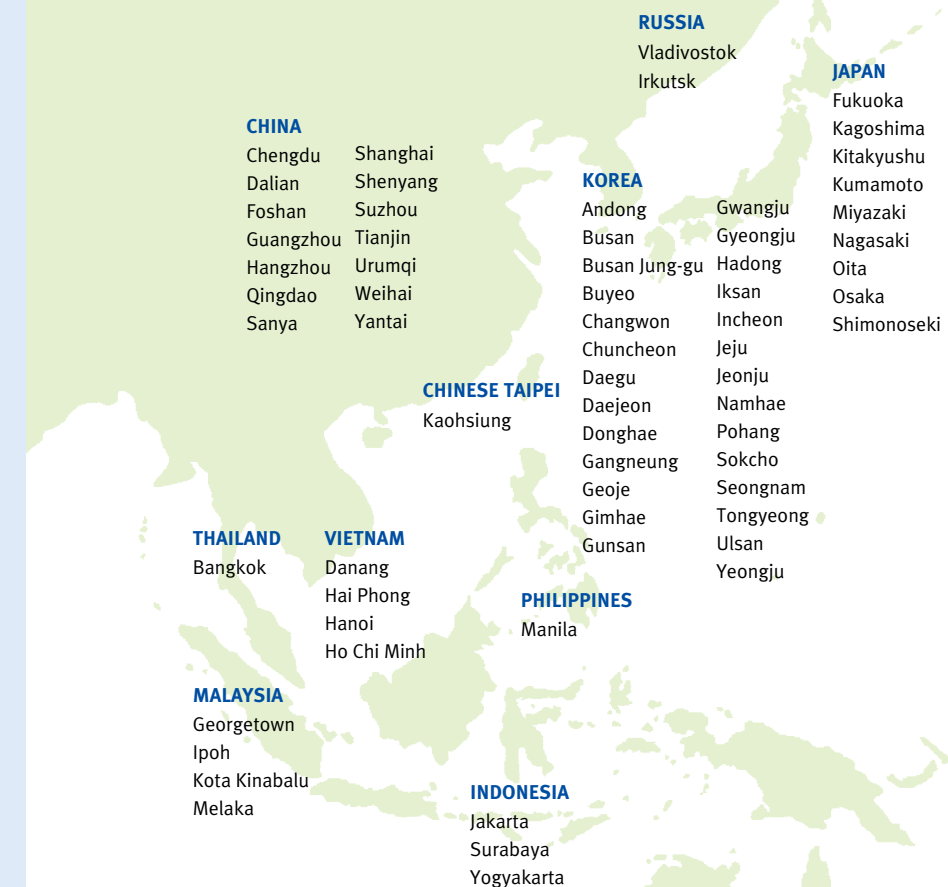 RUSSIA
Vladivostok
Irkutsk
JAPAN
Fukuoka
Kagoshima
Kitakyushu
Kumamoto
Miyazaki
Nagasaki
Oita
Osaka
Shimonoseki
CHINA
Chengdu
Dalian
Foshan
Guangzhou
Hangzhou
Qingdao
Sanya
Shanghai
Shenyang
Suzhou
Tianjin
Urumqi
Weihai
Yantai
KOREA
Andong
Busan
Busan Jung-gu
Buyeo
Changwon
Chuncheon
Daegu
Daejeon
Donghae
Gangneung
Geoje
Gimhae
Gunsan
Gwangju
Gyeongju
Hadong
Iksan
Incheon
Jeju
Jeonju
Namhae
Pohang
Sokcho
Seongnam
Tongyeong
Ulsan
Yeongju
CHINESE TAIPEI
Kaohsiung
THAILAND
Bangkok
VIETNAM
Danang
Hai Phong
Hanoi
Ho Chi Minh
PHILIPPINES
Manila
MALAYSIA
Georgetown
Ipoh
Kota Kinabalu
Melaka
INDONESIA
Jakarta
Surabaya
Yogyakarta